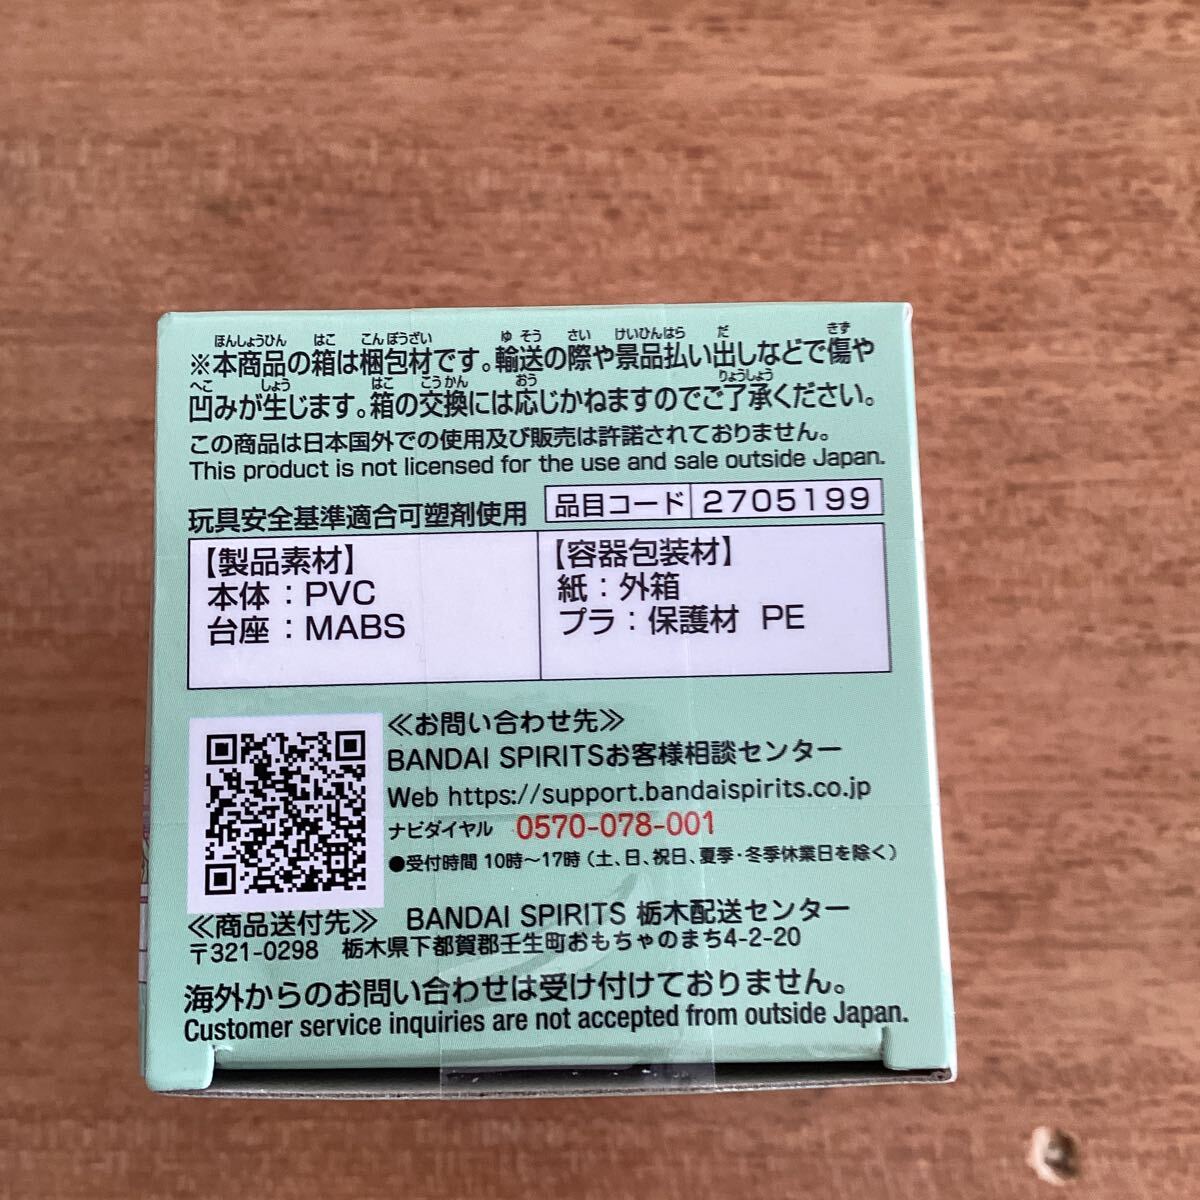 ほんしょうひん はこ こんぽうざい ゆそう さい けいひんはら だ きず
※本商品の箱は梱包材です。輸送の際や景品払い出しなどで傷や
へこ しょう はこ こうかん おう りょうしょう
凹みが生じます。箱の交換には応じかねますのでご了承ください。
この商品は日本国外での使用及び販売は許諾されておりません。
This product is not licensed for the use and sale outside Japan.
玩具安全基準適合可塑剤使用 品目コード 2705199
【製品素材】
本体：PVC
台座：MABS
【容器包装材】
紙：外箱
プラ：保護材 PE
≪お問い合わせ先≫
BANDAI SPIRITSお客様相談センター
Web https://support.bandaispirits.co.jp
ナビダイヤル 0570-078-001
●受付時間 10時～17時（土、日、祝日、夏季・冬季休業日を除く）
≪商品送付先≫ BANDAI SPIRITS 栃木配送センター
〒321-0298 栃木県下都賀郡壬生町おもちゃのまち4-2-20
海外からのお問い合わせは受け付けておりません。
Customer service inquiries are not accepted from outside Japan.